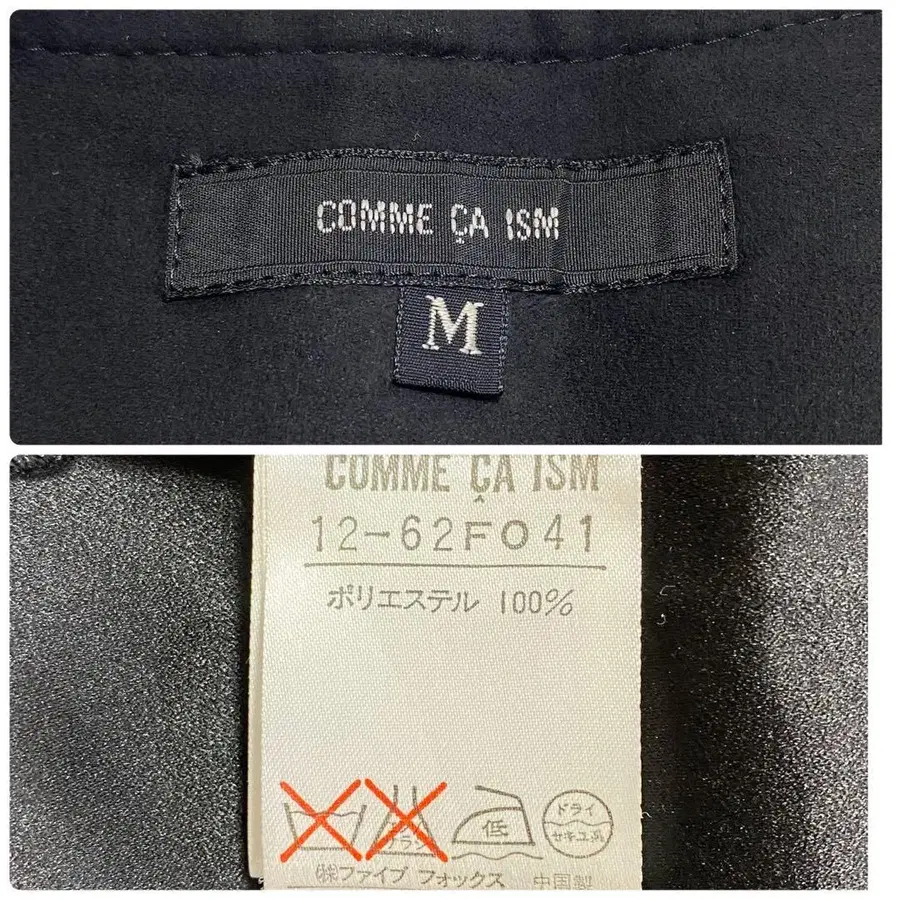 COMME ÇA ISM
M
COMME ÇA ISM
12-62FO41
ポリエステル 100%
低
ドライ
セキユ系
㈱ファイブ フォックス 中国製